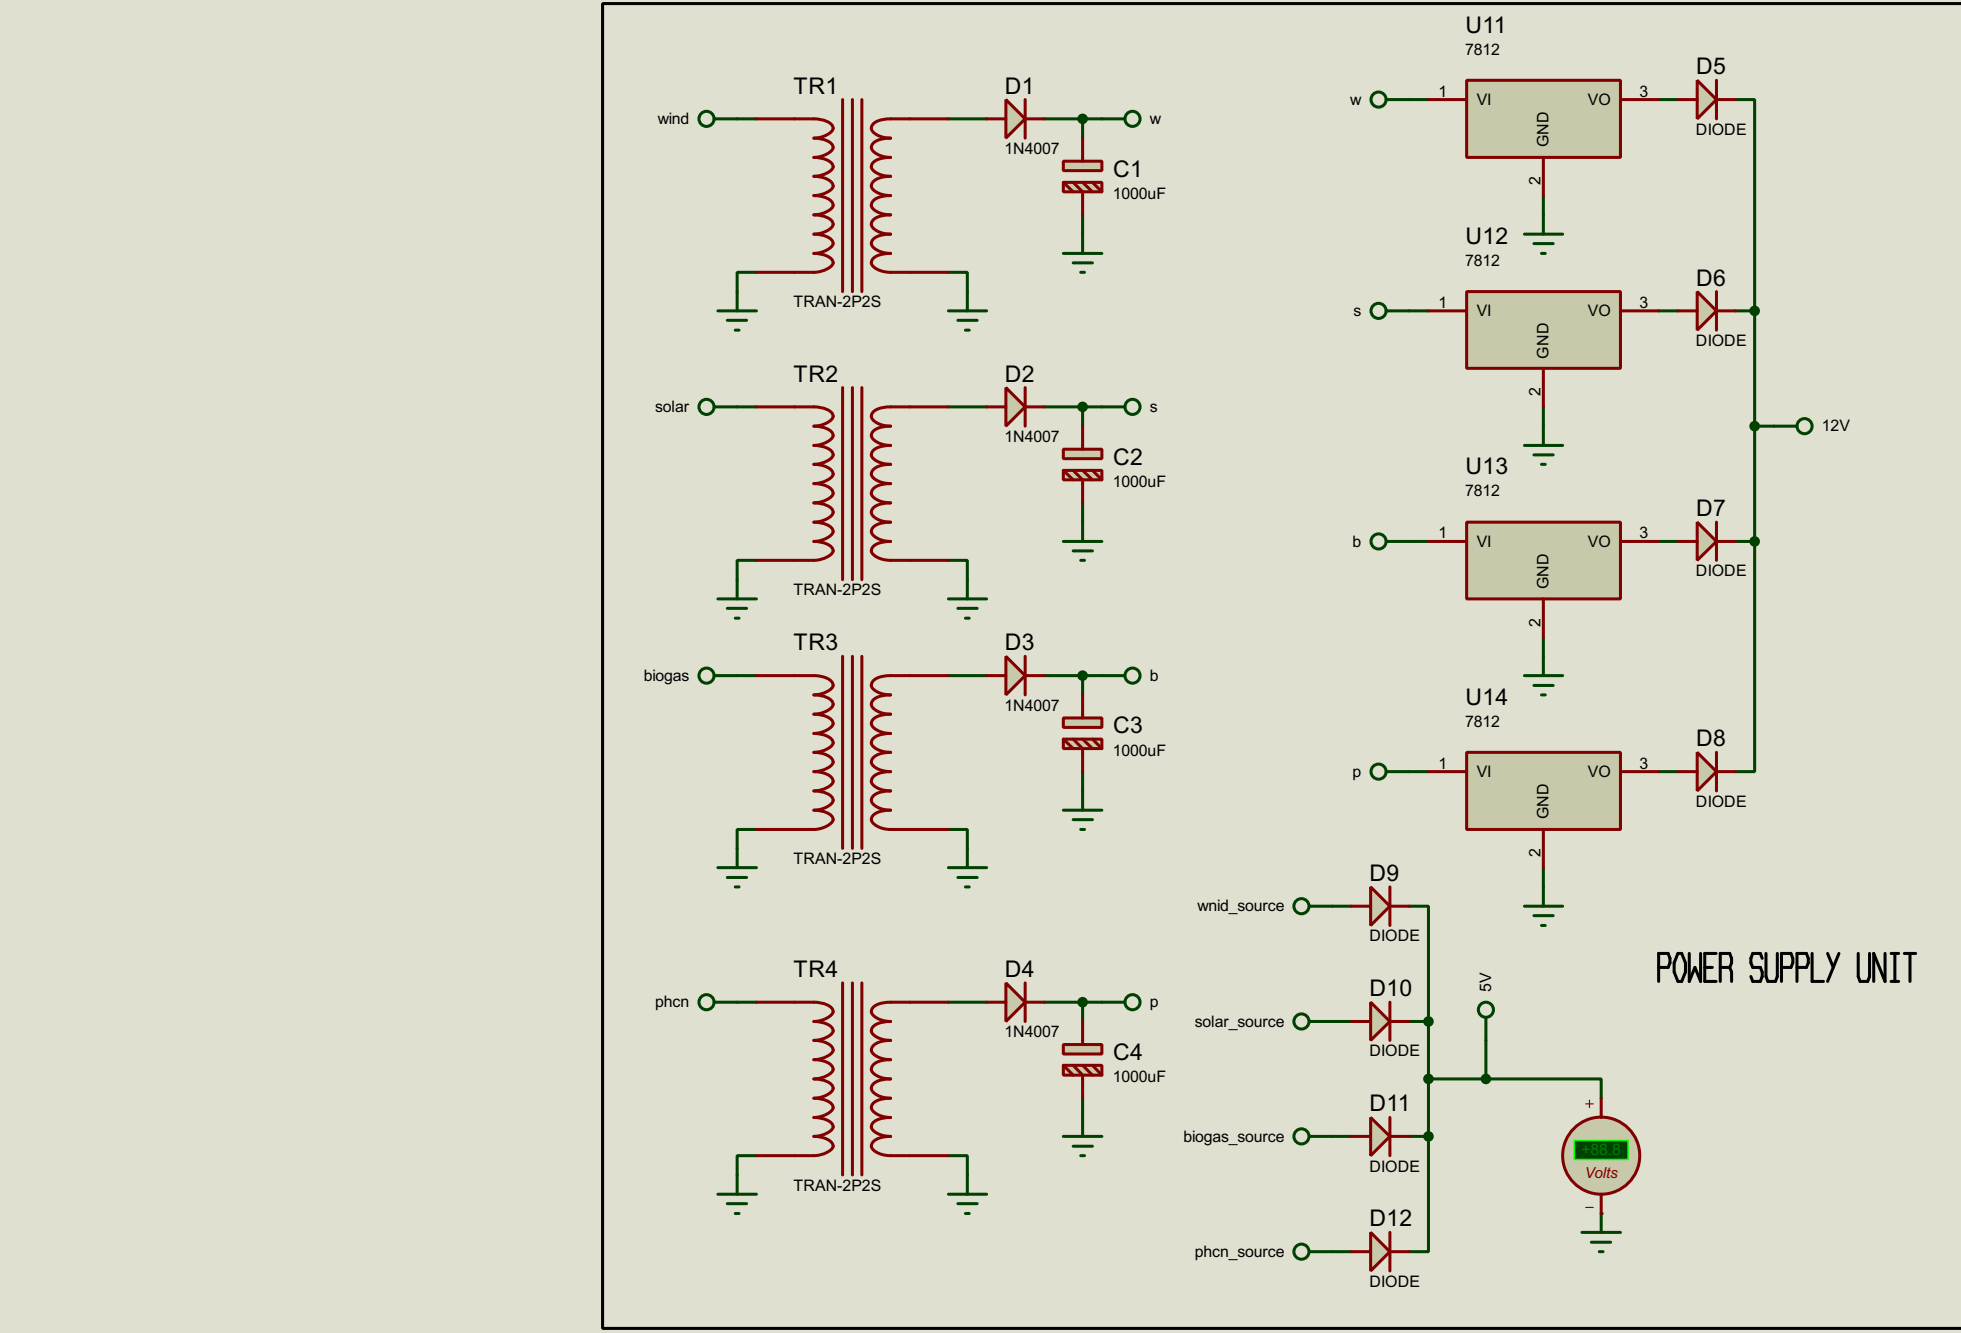 TR1
wind
TRAN-2P2S
D1
1N4007
w
C1
1000uF
TR2
solar
TRAN-2P2S
D2
1N4007
s
C2
1000uF
TR3
biogas
TRAN-2P2S
D3
1N4007
b
C3
1000uF
TR4
phcn
TRAN-2P2S
D4
1N4007
p
C4
1000uF
U11
7812
w
1
VI
VO
3
GND
2
D5
DIODE
U12
7812
s
1
VI
VO
3
GND
2
D6
DIODE
12V
U13
7812
b
1
VI
VO
3
GND
2
D7
DIODE
U14
7812
p
1
VI
VO
3
GND
2
D8
DIODE
D9
wnid_source
DIODE
D10
solar_source
DIODE
D11
biogas_source
DIODE
D12
phcn_source
DIODE
5V
+
+88.8
Volts
−
POWER SUPPLY UNIT